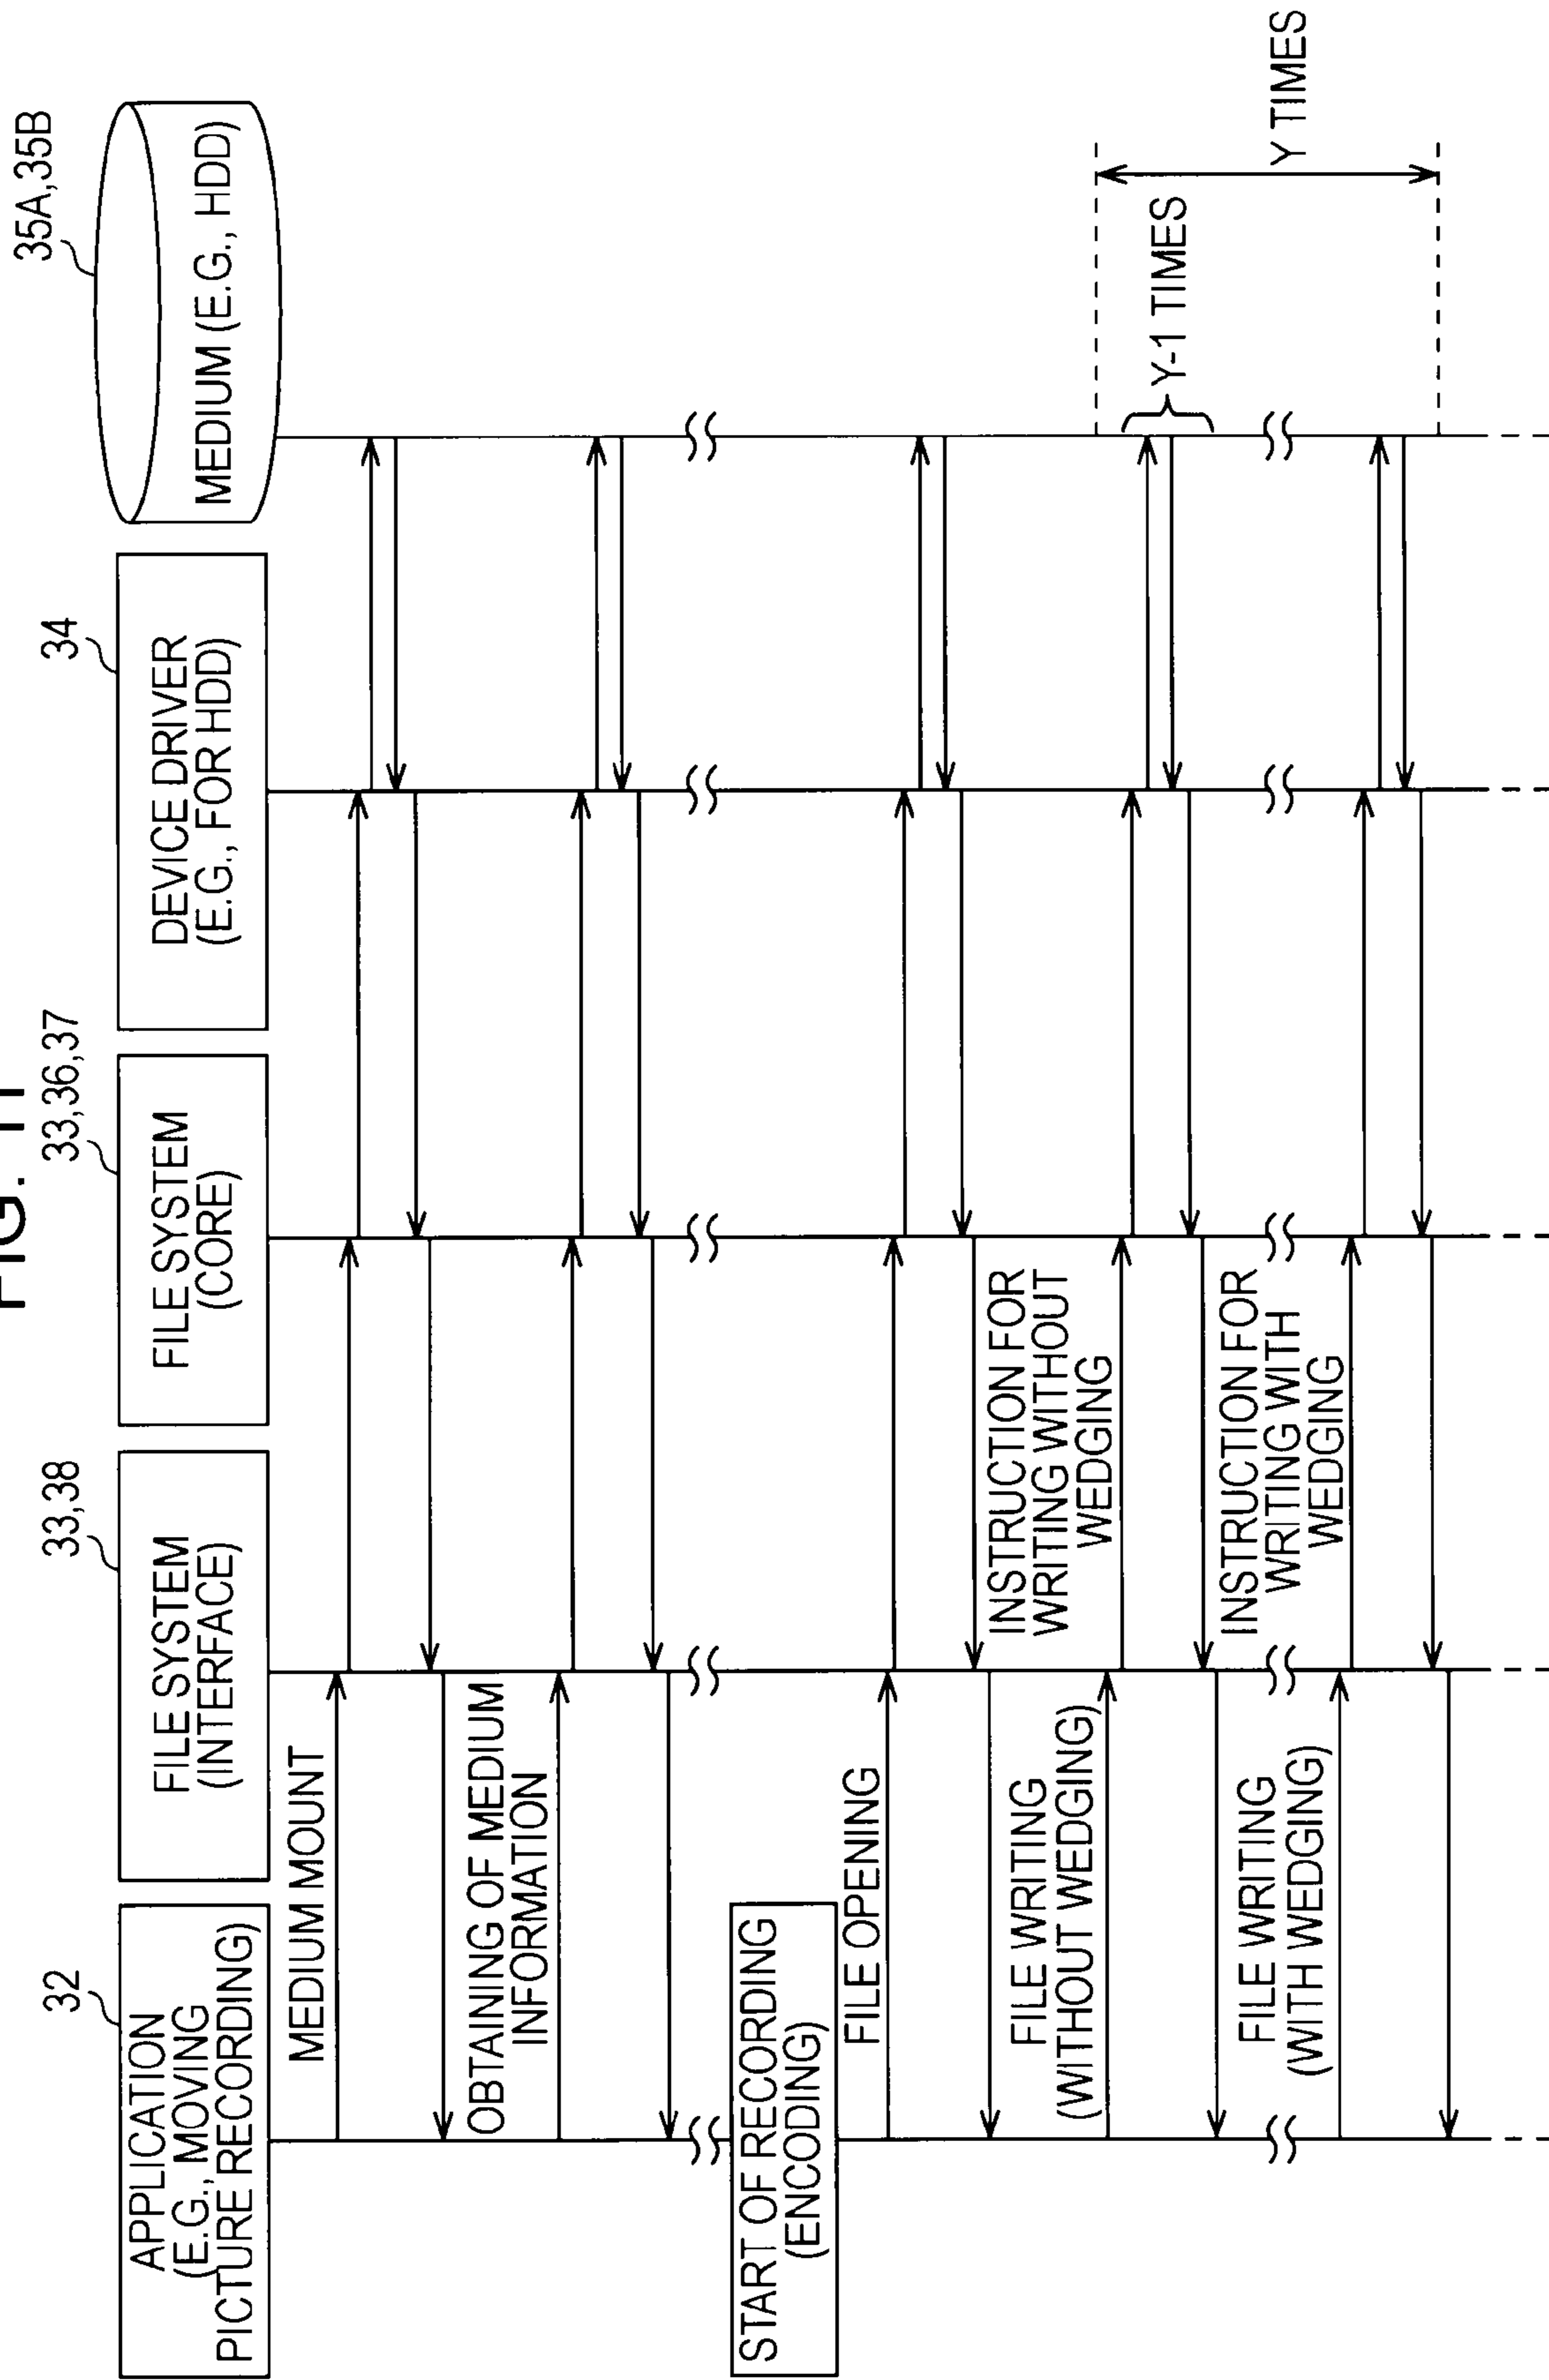 FIG. 11
32
APPLICATION
(E.G., MOVING
PICTURE RECORDING)
33,38
FILE SYSTEM
(INTERFACE)
33,36,37
FILE SYSTEM
(CORE)
34
DEVICE DRIVER
(E.G., FOR HDD)
35A,35B
MEDIUM (E.G., HDD)
MEDIUM MOUNT
OBTAINING OF MEDIUM
INFORMATION
START OF RECORDING
(ENCODING)
FILE OPENING
FILE WRITING
(WITHOUT WEDGING)
INSTRUCTION FOR
WRITING WITHOUT
WEDGING
Y-1 TIMES
Y TIMES
FILE WRITING
(WITH WEDGING)
INSTRUCTION FOR
WRITING WITH
WEDGING